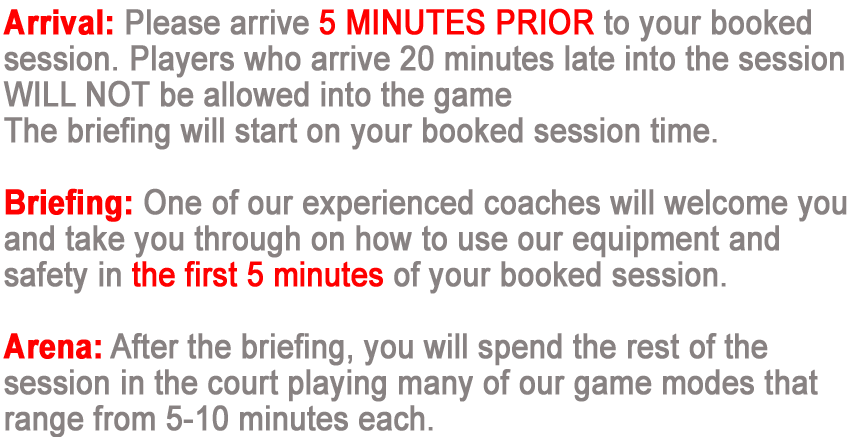 Arrival: Please arrive 5 MINUTES PRIOR to your booked
session. Players who arrive 20 minutes late into the session
WILL NOT be allowed into the game
The briefing will start on your booked session time.
Briefing: One of our experienced coaches will welcome you
and take you through on how to use our equipment and
safety in the first 5 minutes of your booked session.
Arena: After the briefing, you will spend the rest of the
session in the court playing many of our game modes that
range from 5-10 minutes each.